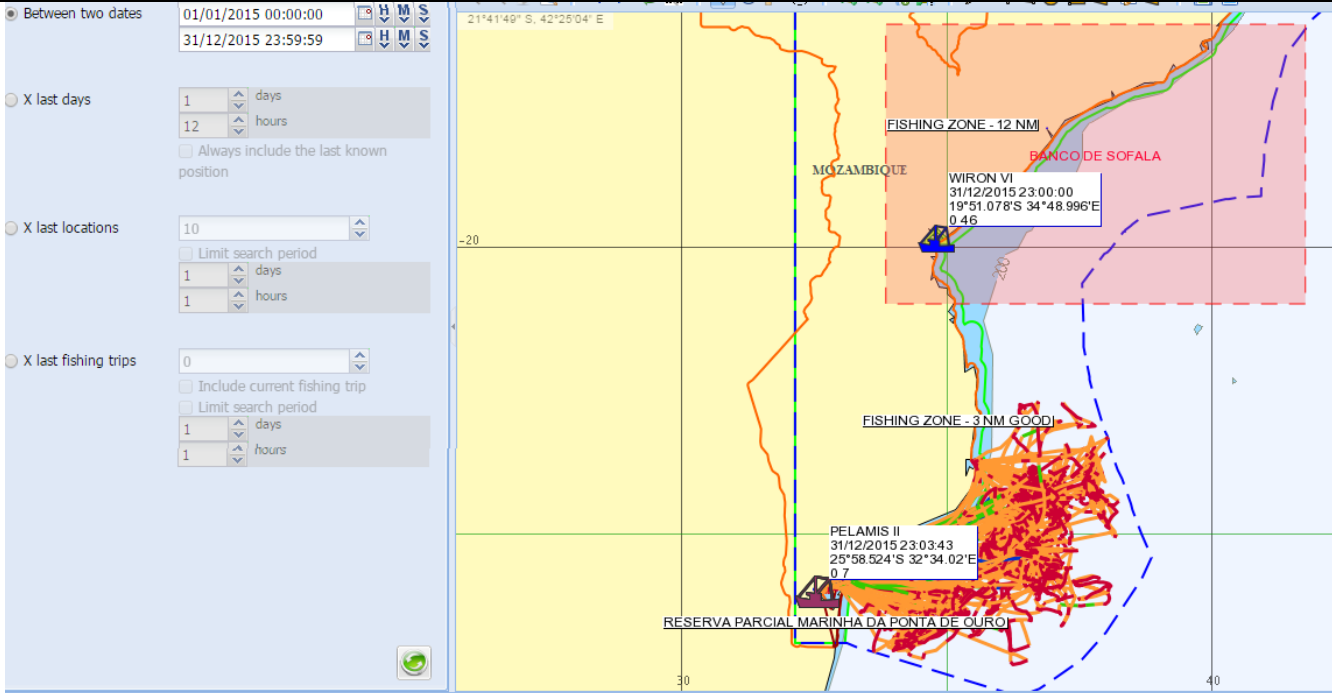 Between two dates
01/01/2015 00:00:00
H M S
31/12/2015 23:59:59
H M S
X last days
1
days
12
hours
Always include the last known
position
X last locations
10
Limit search period
1
days
1
hours
X last fishing trips
0
Include current fishing trip
Limit search period
1
days
1
hours
21°41'49" S, 42°25'04' E
FISHING ZONE - 12 NM
BANCO DE SOFALA
MOZAMBIQUE
WIRON VI
31/12/2015 23:00:00
19°51.078'S 34°48.996'E
0 46
-20
200
FISHING ZONE - 3 NM GOOD
PELAMIS II
31/12/2015 23:03:43
25°58.524'S 32°34.02'E
0 7
RESERVA PARCIAL MARINHA DA PONTA DE OURO
30
40